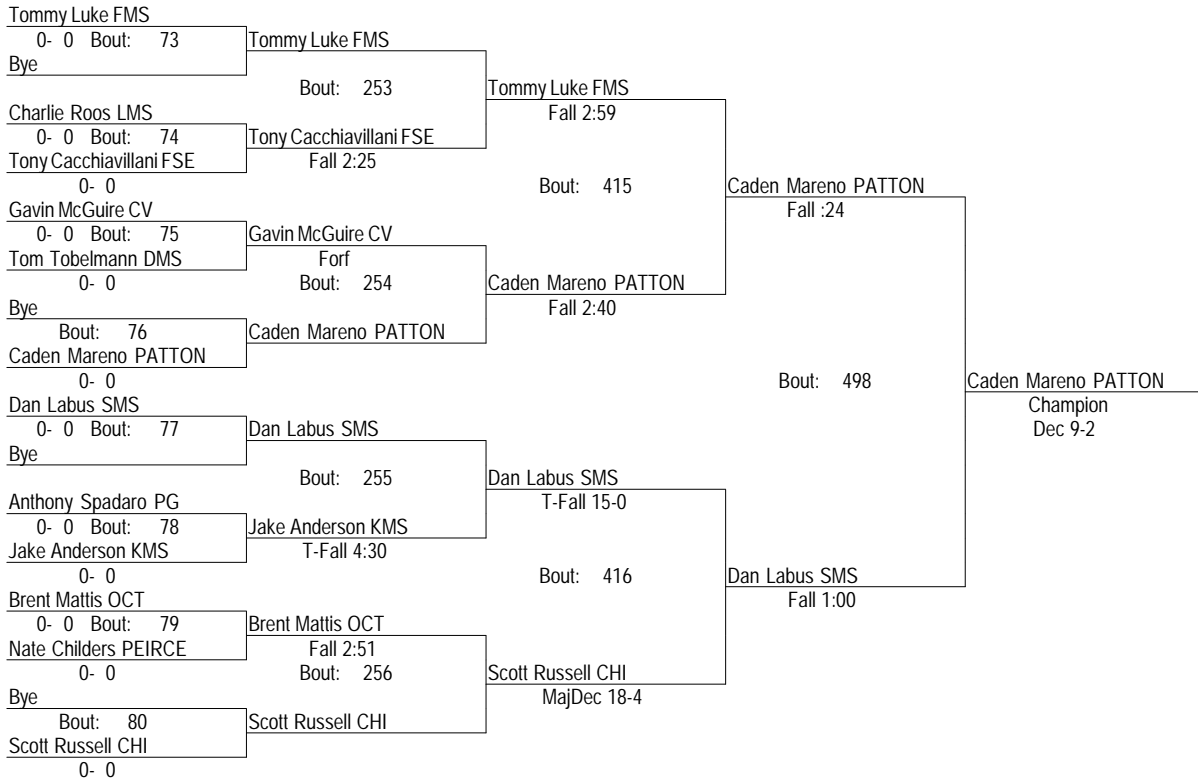 Tommy Luke FMS
0- 0 Bout: 73
Bye
Charlie Roos LMS
0- 0 Bout: 74
Tony Cacchiavillani FSE
0- 0
Gavin McGuire CV
0- 0 Bout: 75
Tom Tobelmann DMS
0- 0
Bye
Bout: 76
Caden Mareno PATTON
0- 0
Dan Labus SMS
0- 0 Bout: 77
Bye
Anthony Spadaro PG
0- 0 Bout: 78
Jake Anderson KMS
0- 0
Brent Mattis OCT
0- 0 Bout: 79
Nate Childers PEIRCE
0- 0
Bye
Bout: 80
Scott Russell CHI
0- 0
Tommy Luke FMS
Bout: 253
Tony Cacchiavillani FSE
Fall 2:25
Gavin McGuire CV
Forf
Bout: 254
Caden Mareno PATTON
Dan Labus SMS
Bout: 255
Jake Anderson KMS
T-Fall 4:30
Brent Mattis OCT
Fall 2:51
Bout: 256
Scott Russell CHI
Tommy Luke FMS
Fall 2:59
Bout: 415
Caden Mareno PATTON
Fall 2:40
Dan Labus SMS
T-Fall 15-0
Bout: 416
Scott Russell CHI
MajDec 18-4
Caden Mareno PATTON
Fall :24
Bout: 498
Dan Labus SMS
Fall 1:00
Caden Mareno PATTON
Champion
Dec 9-2